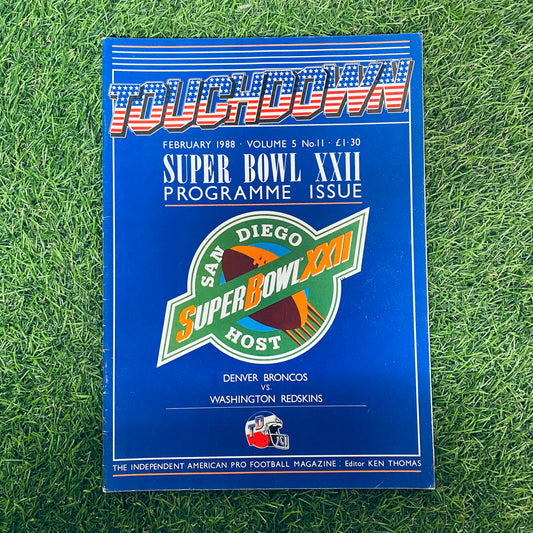 TOUCHDOWN
FEBRUARY 1988 · VOLUME 5 No.11 · £1·30
SUPER BOWL XXII
PROGRAMME ISSUE
SAN DIEGO
SUPER BOWL XXII
HOST
DENVER BRONCOS
VS.
WASHINGTON REDSKINS
THE INDEPENDENT AMERICAN PRO FOOTBALL MAGAZINE : Editor KEN THOMAS